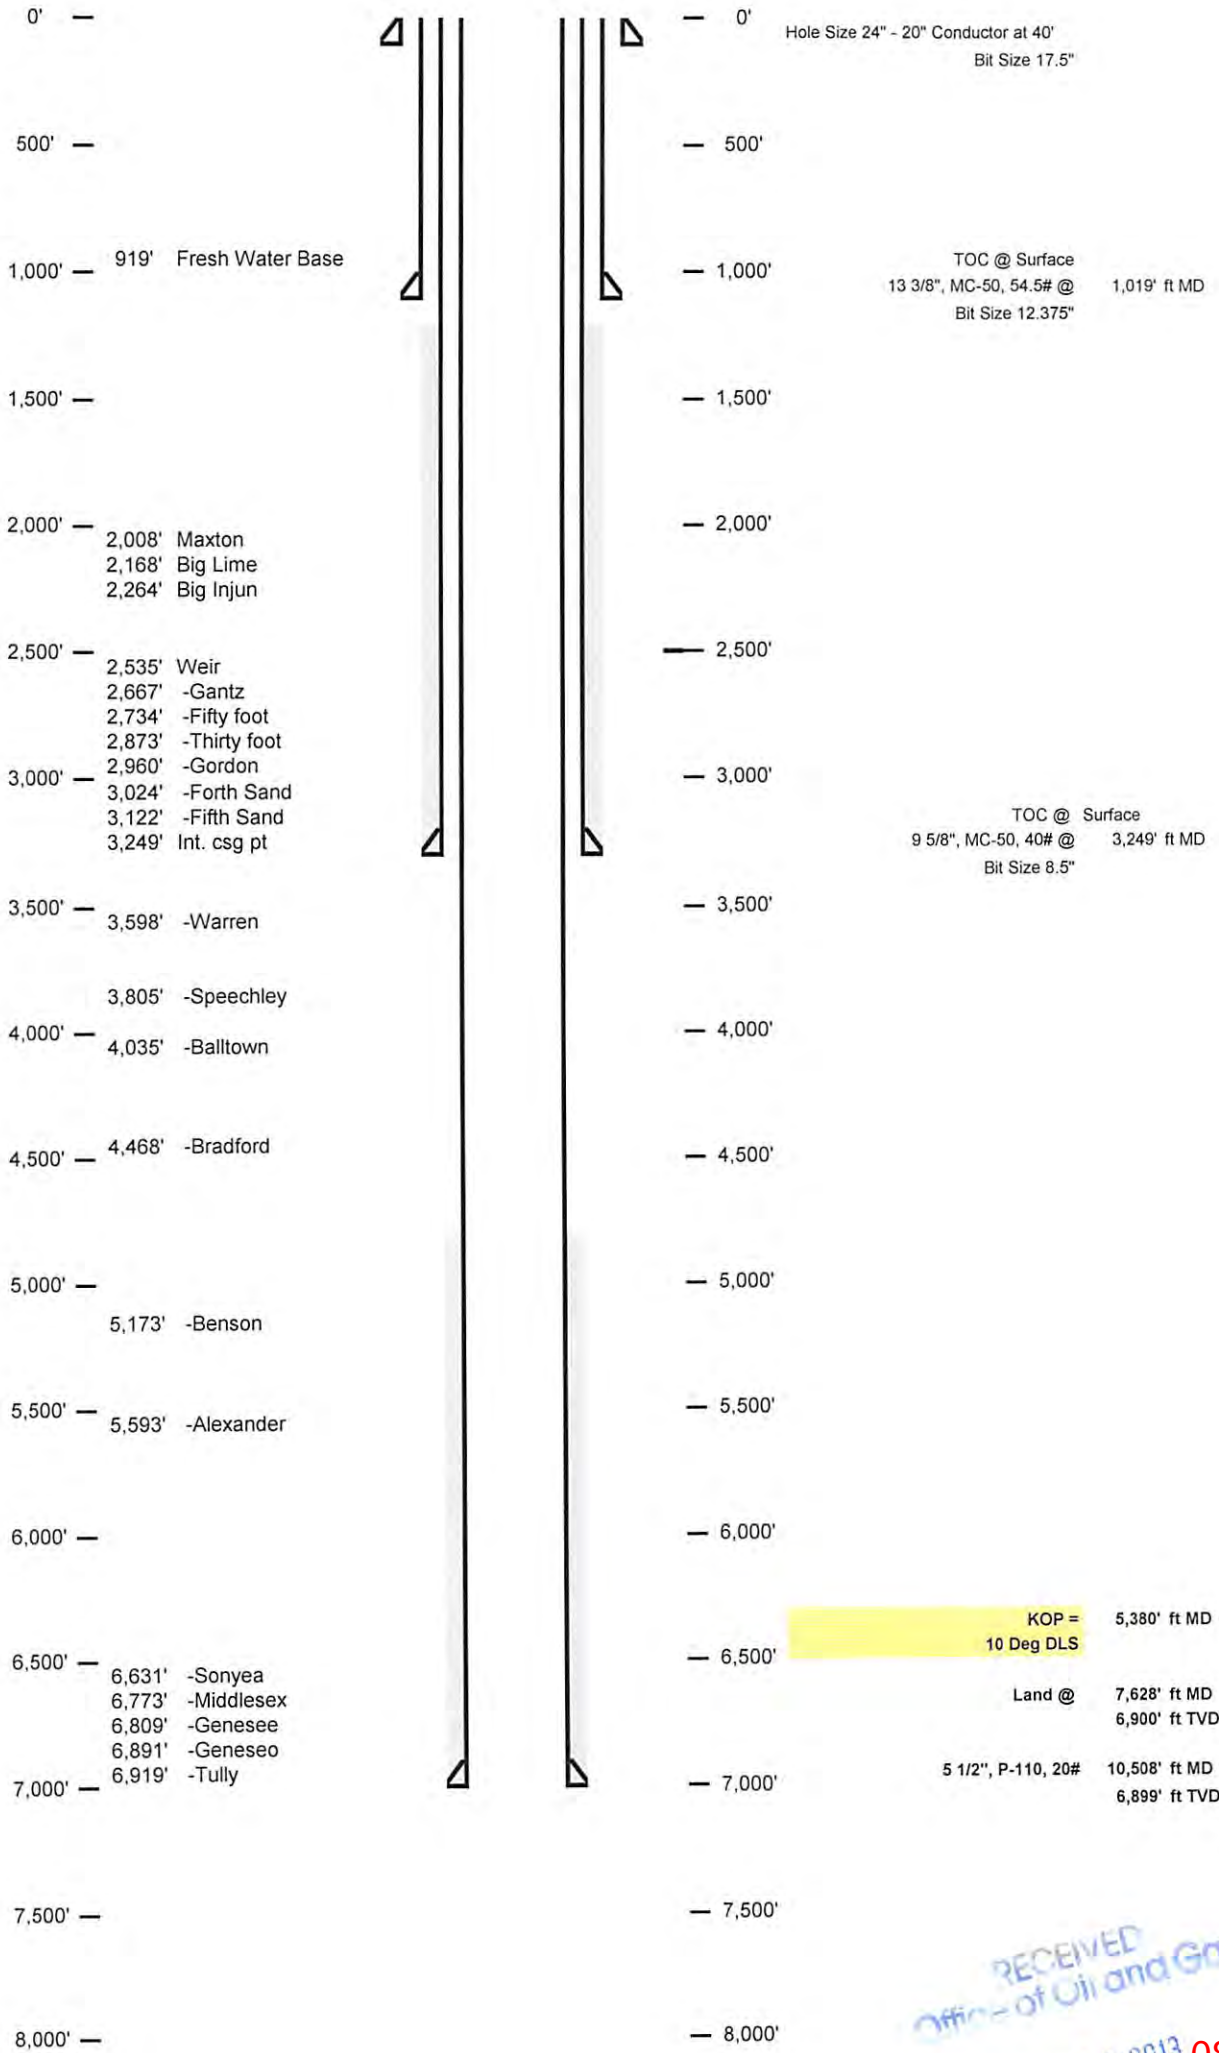 0' — — 0'
Hole Size 24" - 20" Conductor at 40'
Bit Size 17.5"
500' — — 500'
919' Fresh Water Base
TOC @ Surface
1,000' — — 1,000'
13 3/8", MC-50, 54.5# @ 1,019' ft MD
Bit Size 12.375"
1,500' — — 1,500'
2,000' — — 2,000'
2,008' Maxton
2,168' Big Lime
2,264' Big Injun
2,500' — — 2,500'
2,535' Weir
2,667' -Gantz
2,734' -Fifty foot
2,873' -Thirty foot
2,960' -Gordon
3,000' — — 3,000'
3,024' -Forth Sand
3,122' -Fifth Sand
TOC @ Surface
3,249' Int. csg pt
9 5/8", MC-50, 40# @ 3,249' ft MD
Bit Size 8.5"
3,500' — — 3,500'
3,598' -Warren
3,805' -Speechley
4,000' — — 4,000'
4,035' -Balltown
4,468' -Bradford
4,500' — — 4,500'
5,000' — — 5,000'
5,173' -Benson
5,500' — — 5,500'
5,593' -Alexander
6,000' — — 6,000'
KOP = 5,380' ft MD
10 Deg DLS
6,500' — — 6,500'
6,631' -Sonyea
6,773' -Middlesex
Land @ 7,628' ft MD
6,809' -Genesee
6,900' ft TVD
6,891' -Geneseo
6,919' -Tully
5 1/2", P-110, 20# 10,508' ft MD
7,000' — — 7,000'
6,899' ft TVD
7,500' — — 7,500'
RECEIVED
Office of Oil and Ga
8,000' — — 8,000'
2013